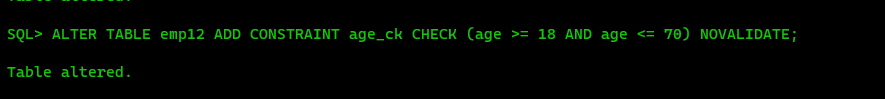 SQL> ALTER TABLE emp12 ADD CONSTRAINT age_ck CHECK (age >= 18 AND age <= 70) NOVALIDATE;
Table altered.